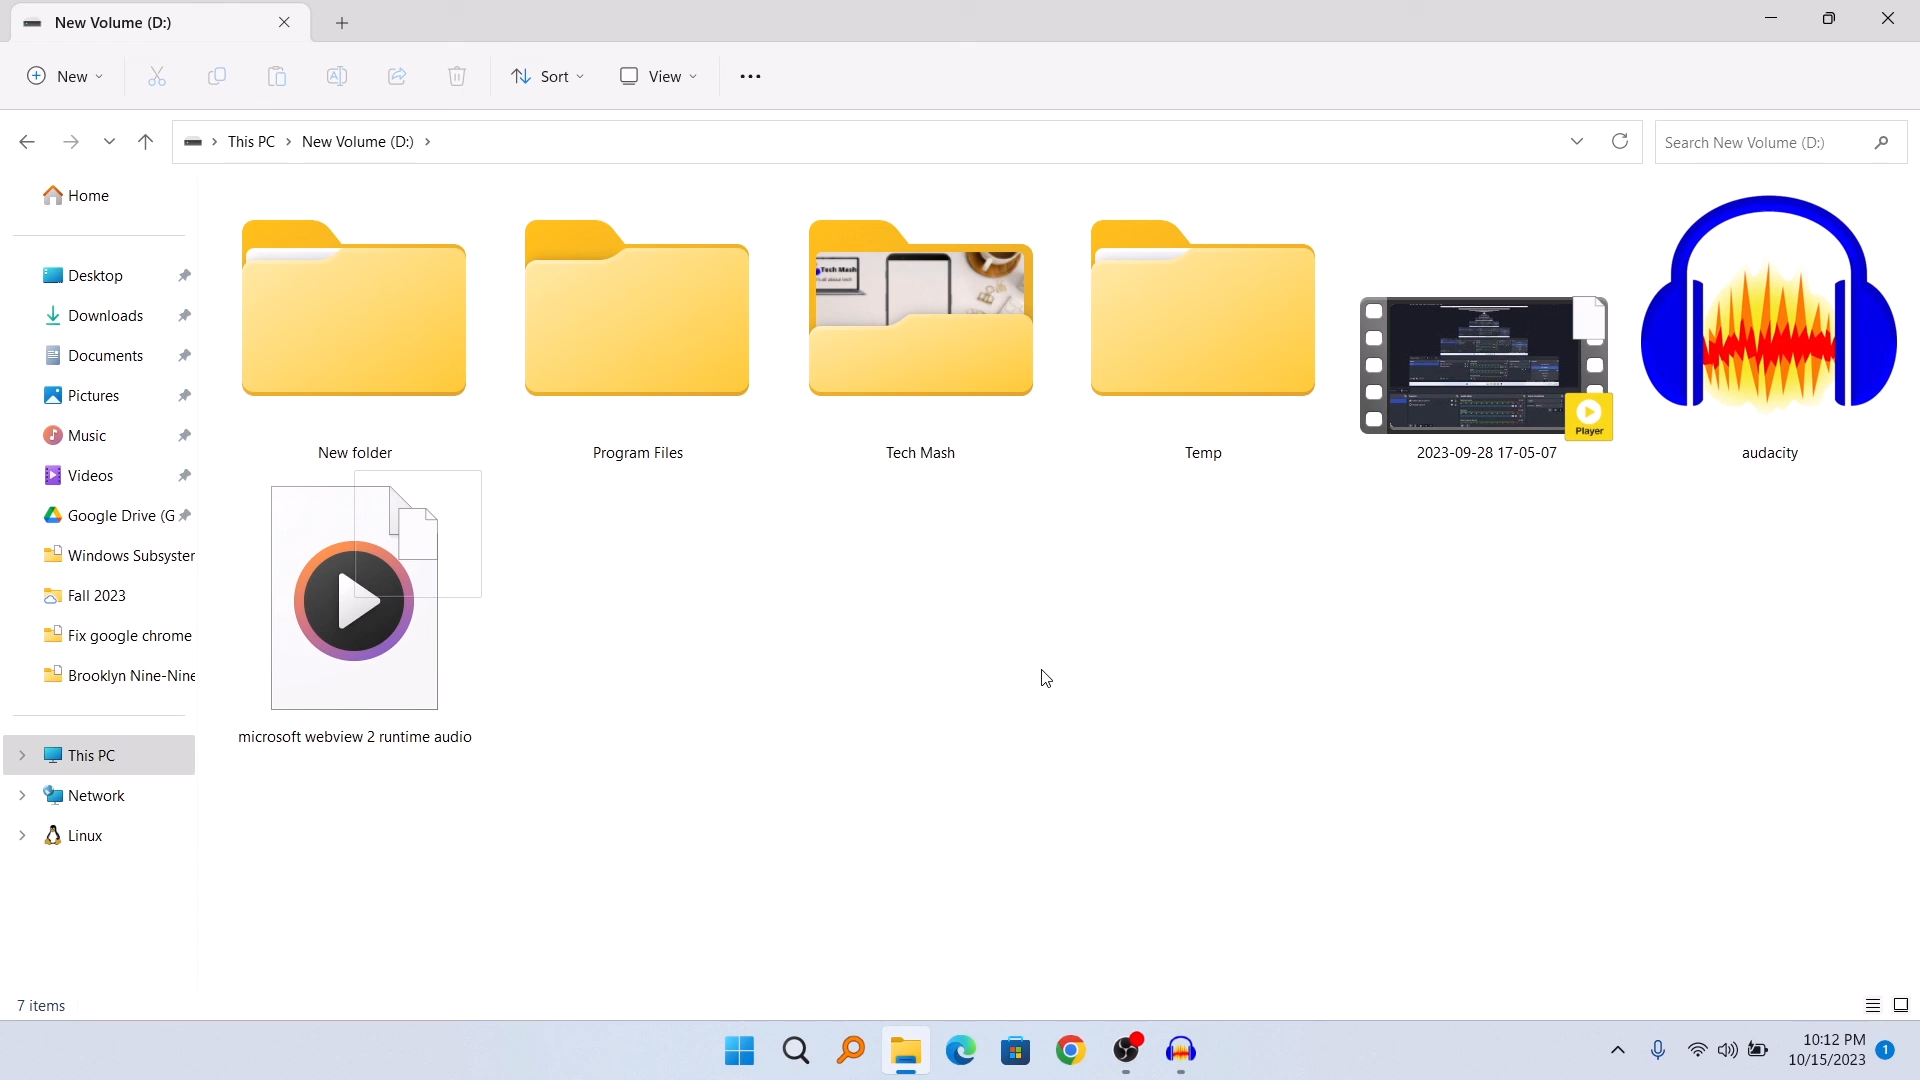 New Volume (D:)
New
Sort
View
This PC
New Volume (D:)
Search New Volume (D:)
Home
Desktop
Downloads
Documents
Pictures
Music
Videos
Google Drive (G
Windows Subsyster
Fall 2023
Fix google chrome
Brooklyn Nine-Nine
This PC
Network
Linux
Tech Mash
Player
New folder
Program Files
Tech Mash
Temp
2023-09-28 17-05-07
audacity
microsoft webview 2 runtime audio
7 items
10:12 PM
10/15/2023
1